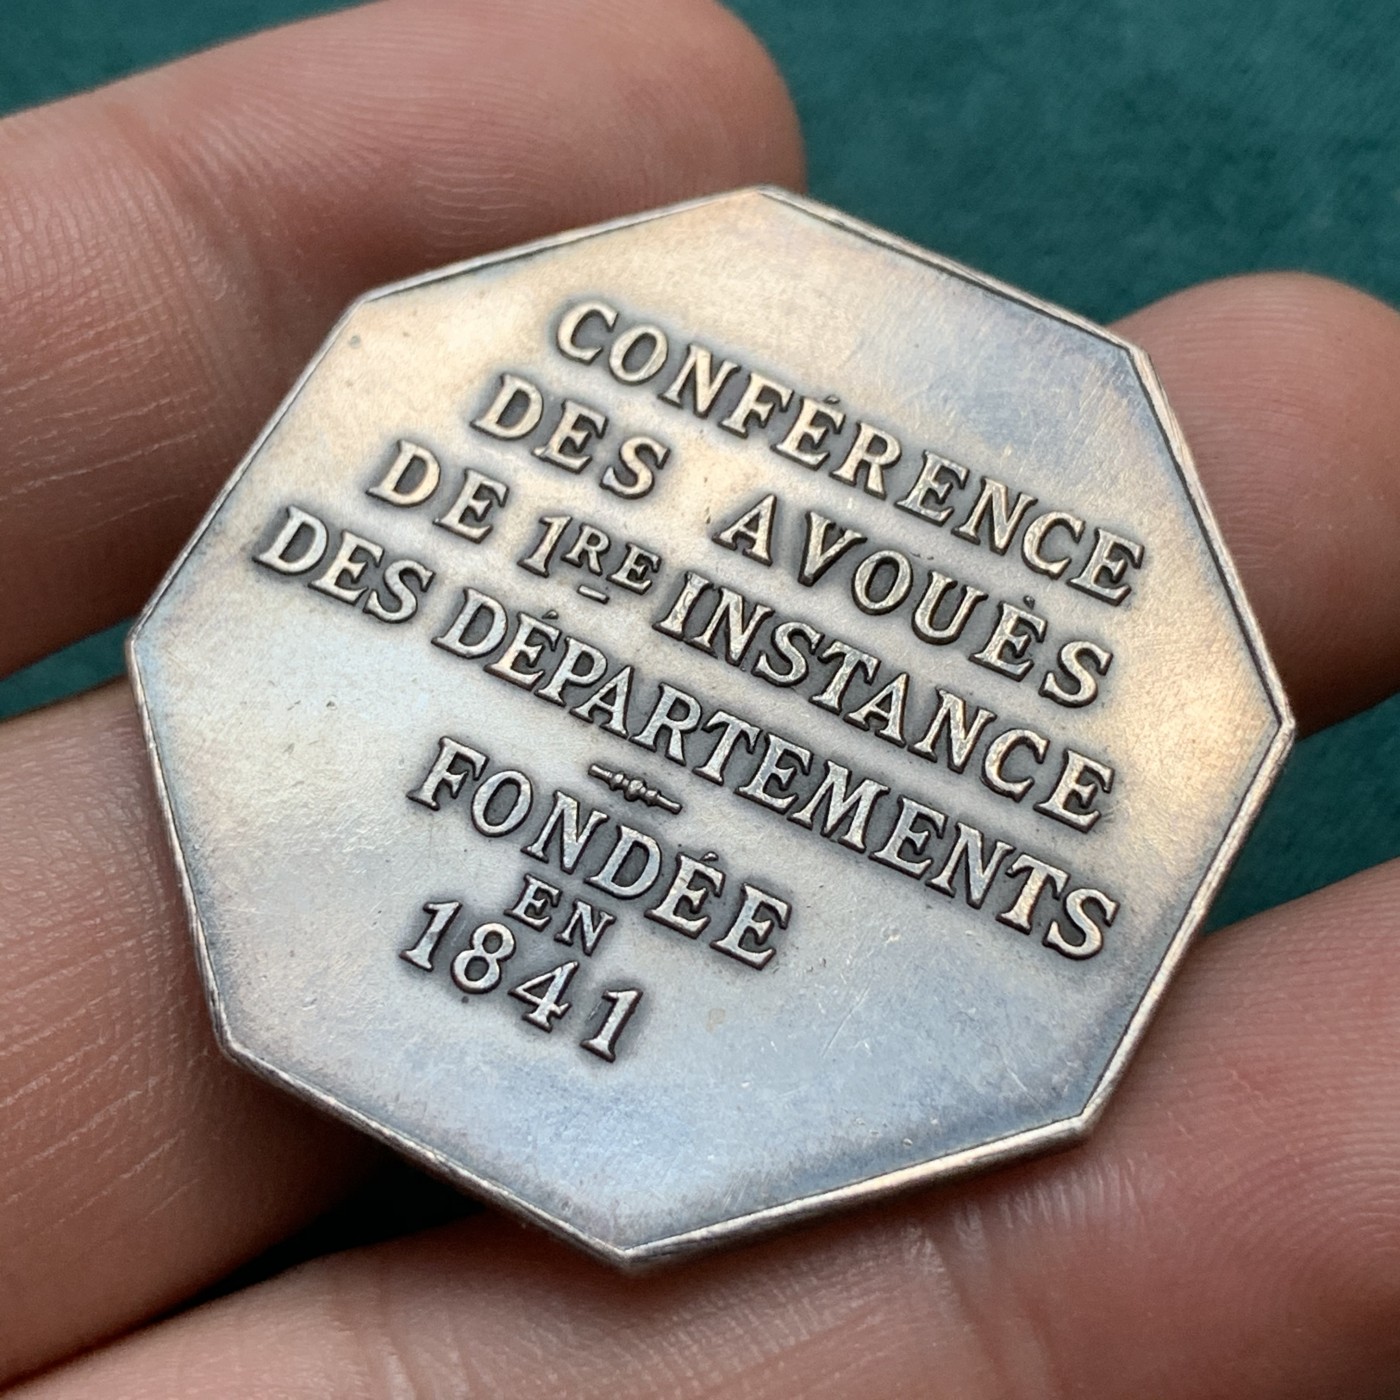 CONFÉRENCE
DES AVOUÉS
DE 1RE INSTANCE
DES DÉPARTEMENTS
FONDÉE
EN
1841